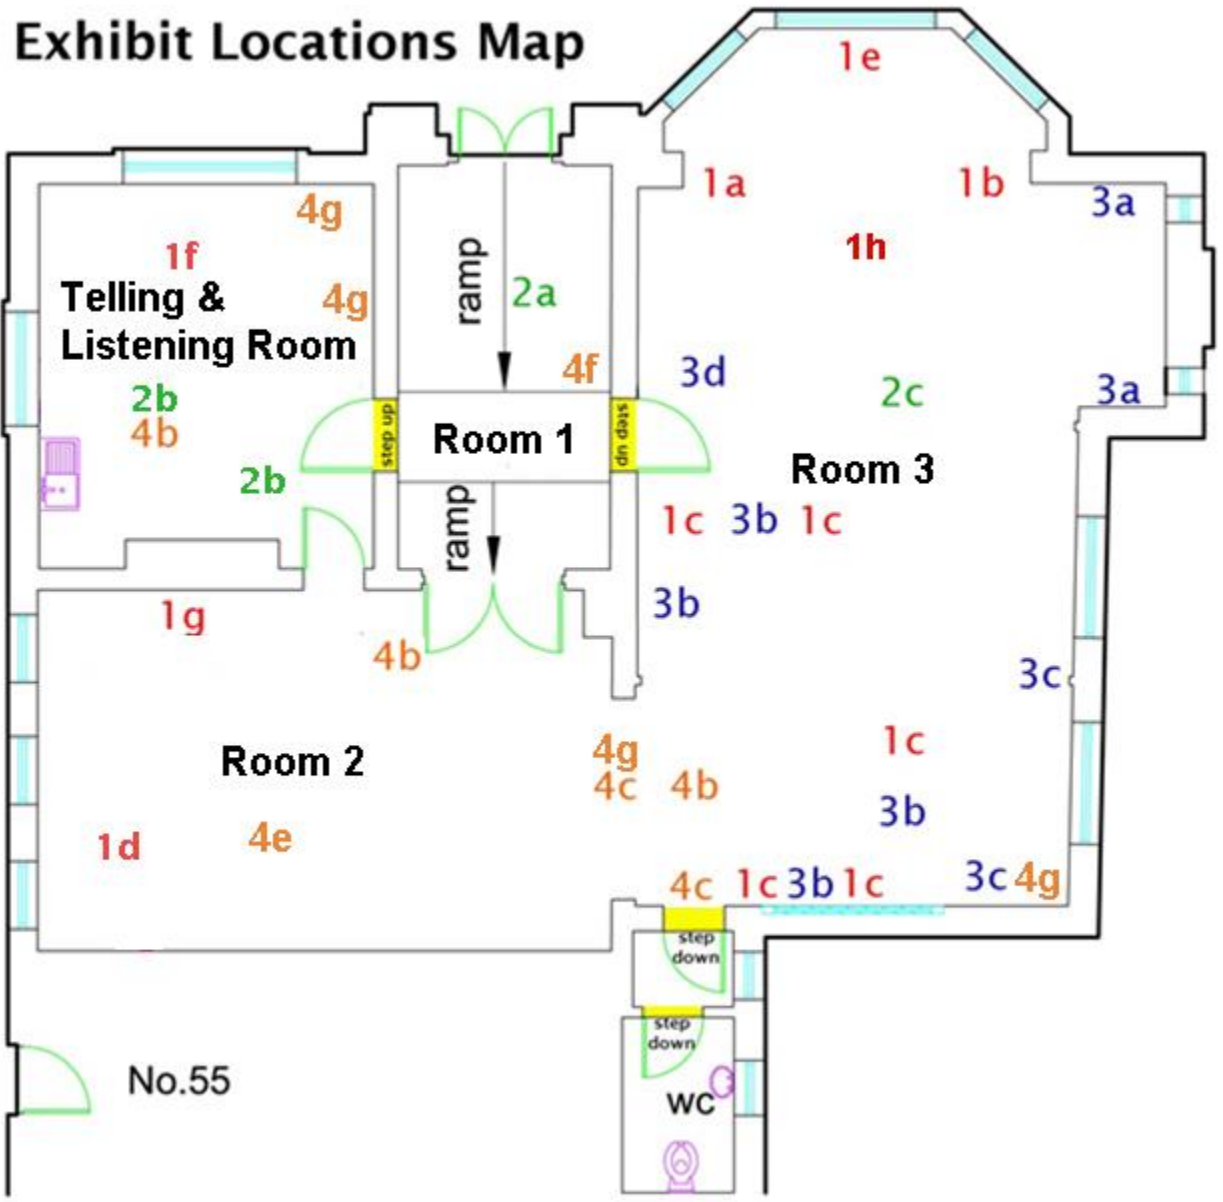 Exhibit Locations Map
1e
1a
1b
3a
4g
1f
1h
Telling &
Listening Room
4g
ramp
2a
4f
3d
2c
3a
2b
4b
step up
Room 1
step up
Room 3
2b
ramp
1c 3b 1c
3b
1g
4b
3c
Room 2
4g
4c 4b
1c
3b
1d
4e
4c 1c 3b 1c
3c 4g
step
down
step
down
No.55
WC